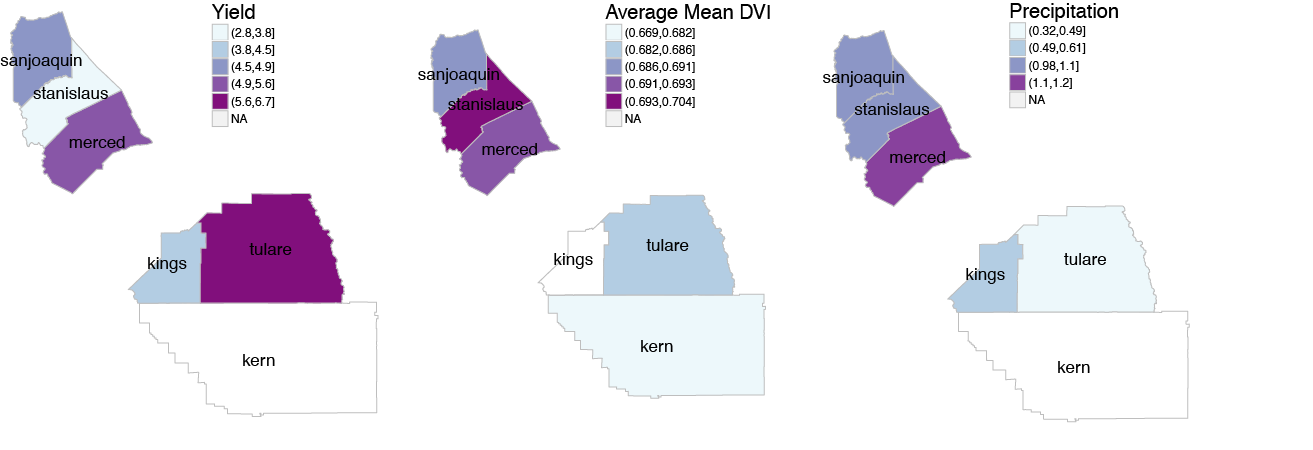 Yield
(2.8,3.8]
(3.8,4.5]
(4.5,4.9]
(4.9,5.6]
(5.6,6.7]
NA
sanjoaquin
stanislaus
merced
kings
tulare
kern
Average Mean DVI
(0.669,0.682]
(0.682,0.686]
(0.686,0.691]
(0.691,0.693]
(0.693,0.704]
NA
sanjoaquin
stanislaus
merced
kings
tulare
kern
Precipitation
(0.32,0.49]
(0.49,0.61]
(0.98,1.1]
(1.1,1.2]
NA
sanjoaquin
stanislaus
merced
kings
tulare
kern